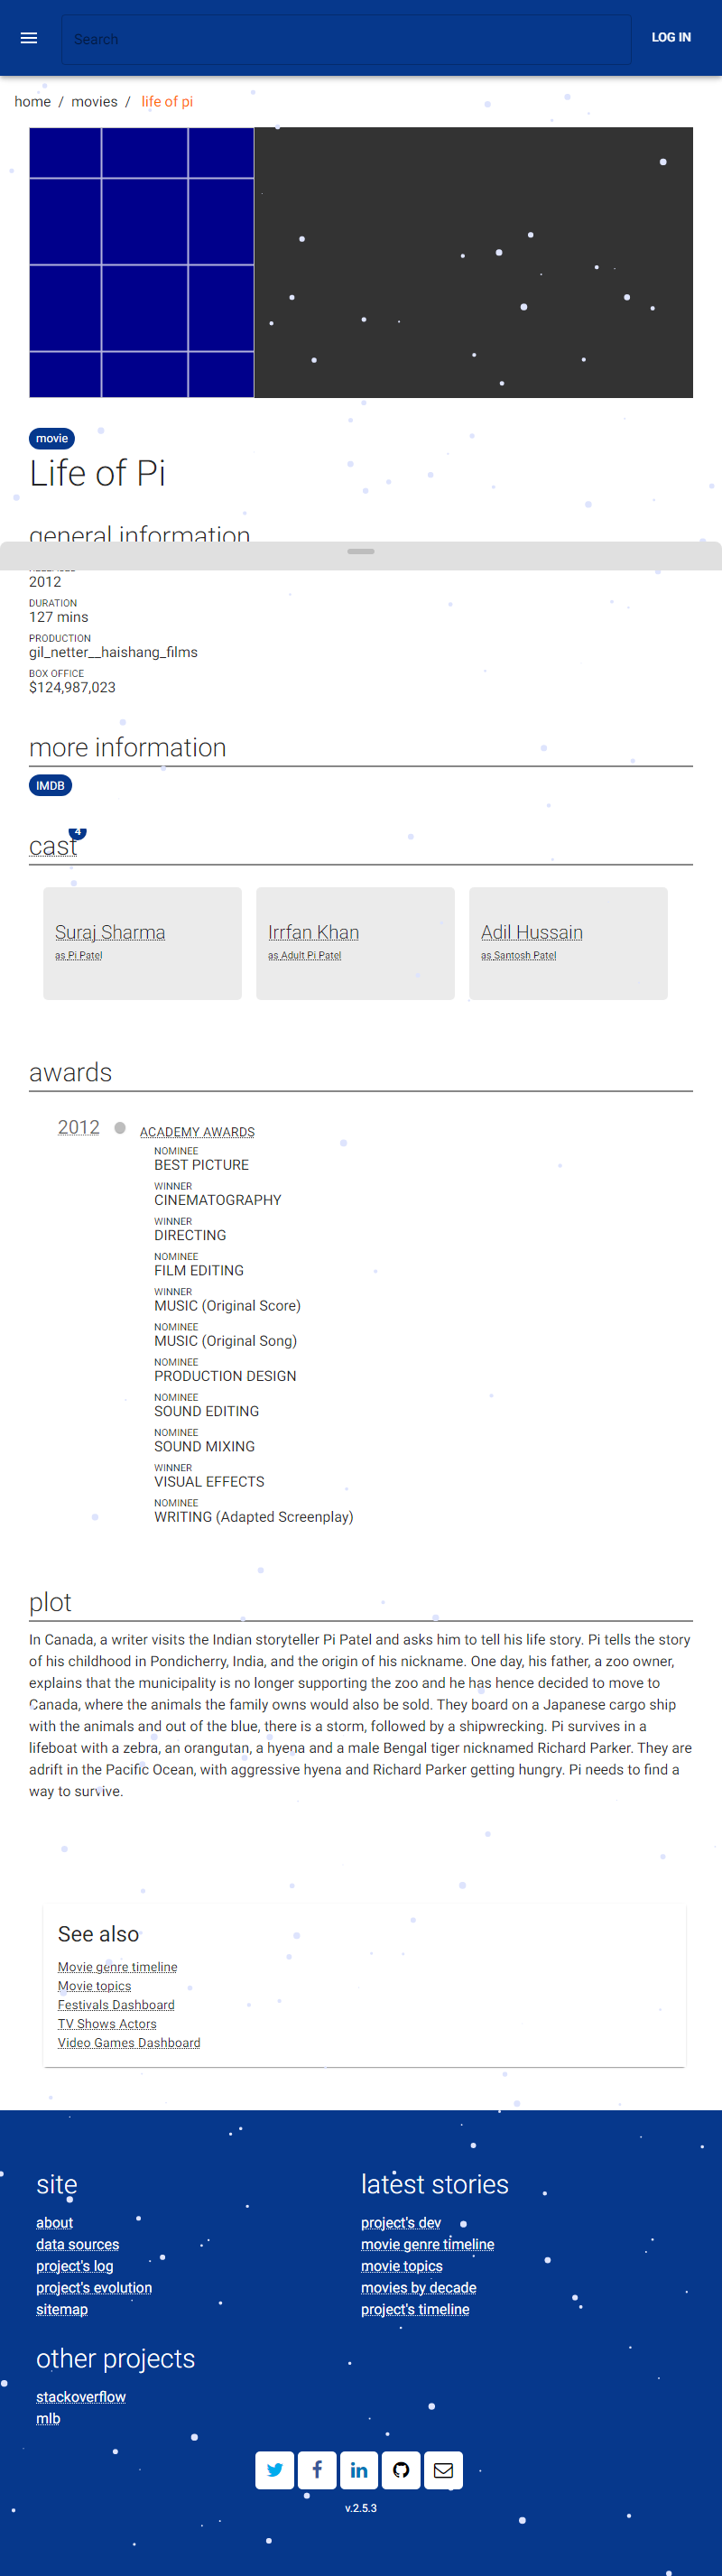 Search
LOG IN
home / movies / life of pi
movie
Life of Pi
general information
2012
DURATION
127 mins
PRODUCTION
gil_netter__haishang_films
BOX OFFICE
$124,987,023
more information
IMDB
cast 4
Suraj Sharma
as Pi Patel
Irrfan Khan
as Adult Pi Patel
Adil Hussain
as Santosh Patel
awards
2012
ACADEMY AWARDS
NOMINEE
BEST PICTURE
WINNER
CINEMATOGRAPHY
WINNER
DIRECTING
NOMINEE
FILM EDITING
WINNER
MUSIC (Original Score)
NOMINEE
MUSIC (Original Song)
NOMINEE
PRODUCTION DESIGN
NOMINEE
SOUND EDITING
NOMINEE
SOUND MIXING
WINNER
VISUAL EFFECTS
NOMINEE
WRITING (Adapted Screenplay)
plot
In Canada, a writer visits the Indian storyteller Pi Patel and asks him to tell his life story. Pi tells the story
of his childhood in Pondicherry, India, and the origin of his nickname. One day, his father, a zoo owner,
explains that the municipality is no longer supporting the zoo and he has hence decided to move to
Canada, where the animals the family owns would also be sold. They board on a Japanese cargo ship
with the animals and out of the blue, there is a storm, followed by a shipwrecking. Pi survives in a
lifeboat with a zebra, an orangutan, a hyena and a male Bengal tiger nicknamed Richard Parker. They are
adrift in the Pacific Ocean, with aggressive hyena and Richard Parker getting hungry. Pi needs to find a
way to survive.
See also
Movie genre timeline
Movie topics
Festivals Dashboard
TV Shows Actors
Video Games Dashboard
site
about
data sources
project's log
project's evolution
sitemap
latest stories
project's dev
movie genre timeline
movie topics
movies by decade
project's timeline
other projects
stackoverflow
mlb
v.2.5.3